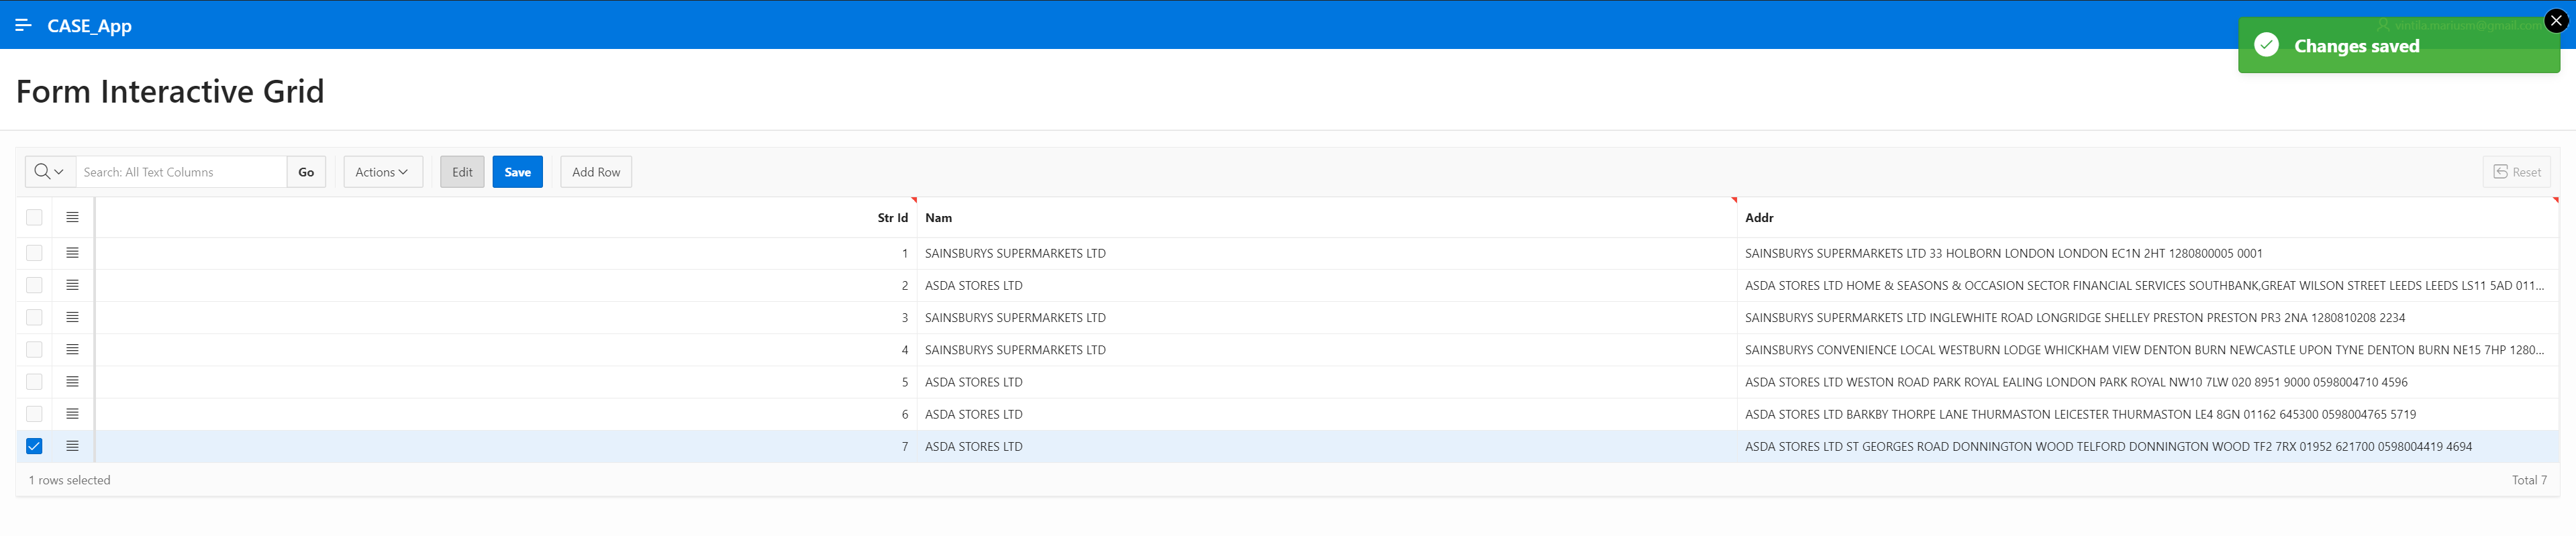 CASE_App
Changes saved
Form Interactive Grid
Search: All Text Columns Go Actions Edit Save Add Row Reset
Str Id Nam Addr
1 SAINSBURYS SUPERMARKETS LTD SAINSBURYS SUPERMARKETS LTD 33 HOLBORN LONDON LONDON EC1N 2HT 1280800005 0001
2 ASDA STORES LTD ASDA STORES LTD HOME & SEASONS & OCCASION SECTOR FINANCIAL SERVICES SOUTHBANK,GREAT WILSON STREET LEEDS LEEDS LS11 5AD 011...
3 SAINSBURYS SUPERMARKETS LTD SAINSBURYS SUPERMARKETS LTD INGLEWHITE ROAD LONGRIDGE SHELLEY PRESTON PRESTON PR3 2NA 1280810208 2234
4 SAINSBURYS SUPERMARKETS LTD SAINSBURYS CONVENIENCE LOCAL WESTBURN LODGE WHICKHAM VIEW DENTON BURN NEWCASTLE UPON TYNE DENTON BURN NE15 7HP 1280...
5 ASDA STORES LTD ASDA STORES LTD WESTON ROAD PARK ROYAL EALING LONDON PARK ROYAL NW10 7LW 020 8951 9000 0598004710 4596
6 ASDA STORES LTD ASDA STORES LTD BARKBY THORPE LANE THURMASTON LEICESTER THURMASTON LE4 8GN 01162 645300 0598004765 5719
7 ASDA STORES LTD ASDA STORES LTD ST GEORGES ROAD DONNINGTON WOOD TELFORD DONNINGTON WOOD TF2 7RX 01952 621700 0598004419 4694
1 rows selected Total 7